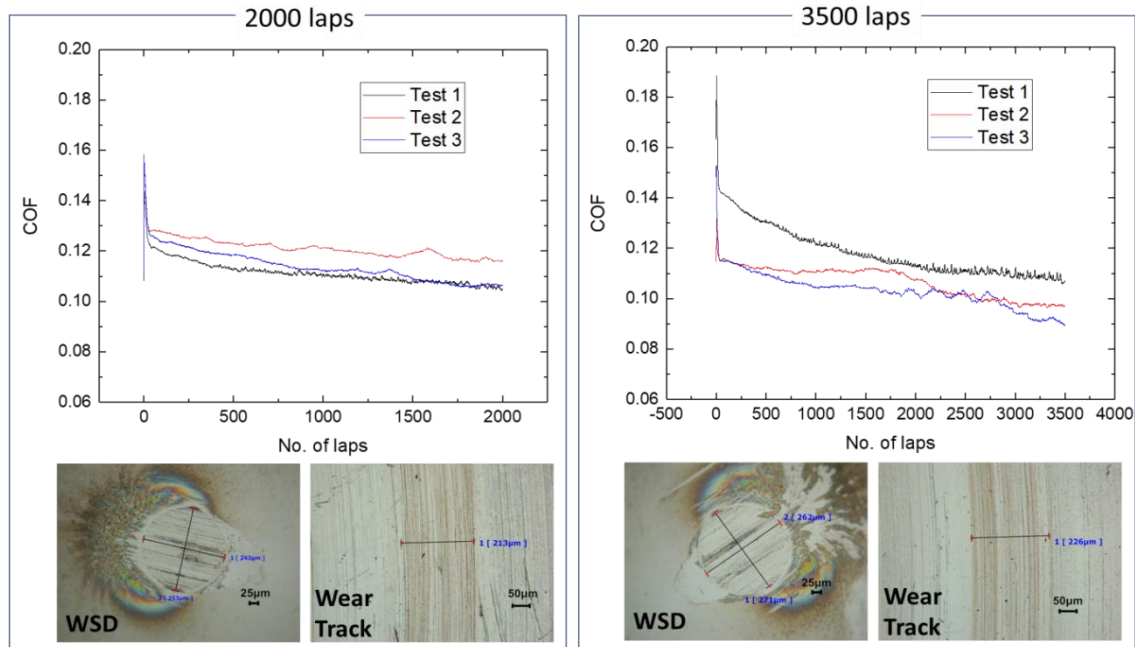 2000 laps
0.20
0.18
0.16
0.14
0.12
0.10
0.08
0.06
COF
Test 1
Test 2
Test 3
0 500 1000 1500 2000
No. of laps
WSD
1 [ 243µm]
25µm
Wear
Track
1 [ 213µm]
50µm
3500 laps
0.20
0.18
0.16
0.14
0.12
0.10
0.08
0.06
COF
Test 1
Test 2
Test 3
-500 0 500 1000 1500 2000 2500 3000 3500 4000
No. of laps
2 [ 262µm]
25µm
1 [ 271µm]
WSD
1 [ 226µm]
50µm
Wear
Track